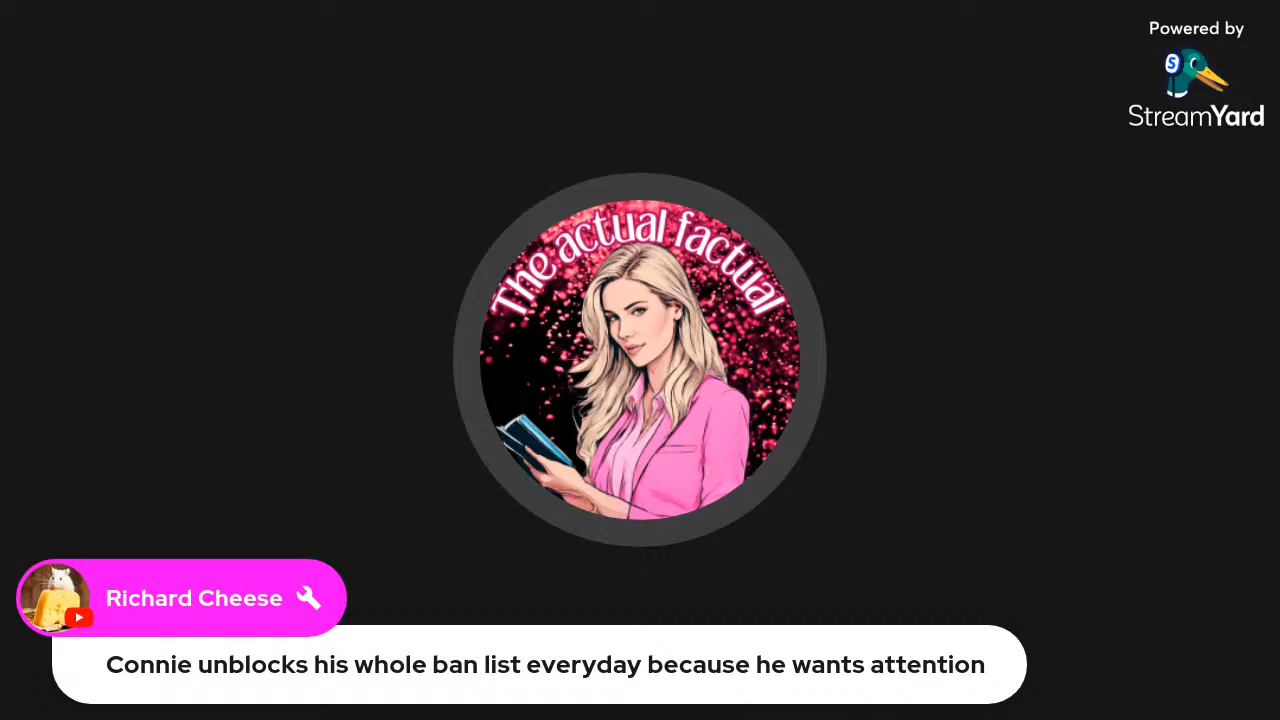 Powered by
S
StreamYard
The actual factual
Richard Cheese
Connie unblocks his whole ban list everyday because he wants attention